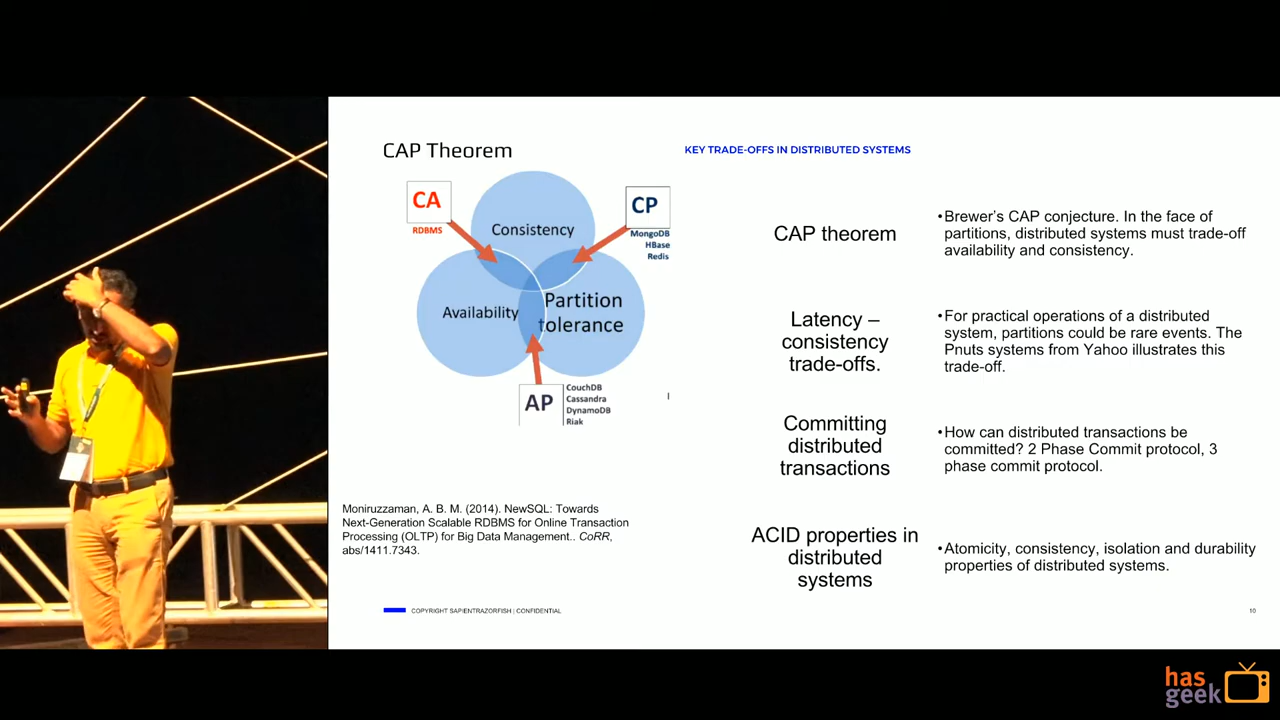 CAP Theorem
CA
RDBMS
CP
MongoDB
HBase
Redis
Consistency
Availability
Partition
tolerance
AP
CouchDB
Cassandra
DynamoDB
Riak
Moniruzzaman, A. B. M. (2014). NewSQL: Towards
Next-Generation Scalable RDBMS for Online Transaction
Processing (OLTP) for Big Data Management.. CoRR,
abs/1411.7343.
KEY TRADE-OFFS IN DISTRIBUTED SYSTEMS
CAP theorem
•Brewer's CAP conjecture. In the face of
partitions, distributed systems must trade-off
availability and consistency.
Latency –
consistency
trade-offs.
•For practical operations of a distributed
system, partitions could be rare events. The
Pnuts systems from Yahoo illustrates this
trade-off.
Committing
distributed
transactions
•How can distributed transactions be
committed? 2 Phase Commit protocol, 3
phase commit protocol.
ACID properties in
distributed
systems
•Atomicity, consistency, isolation and durability
properties of distributed systems.
COPYRIGHT SAPIENTRAZORFISH | CONFIDENTIAL
10
has
geek